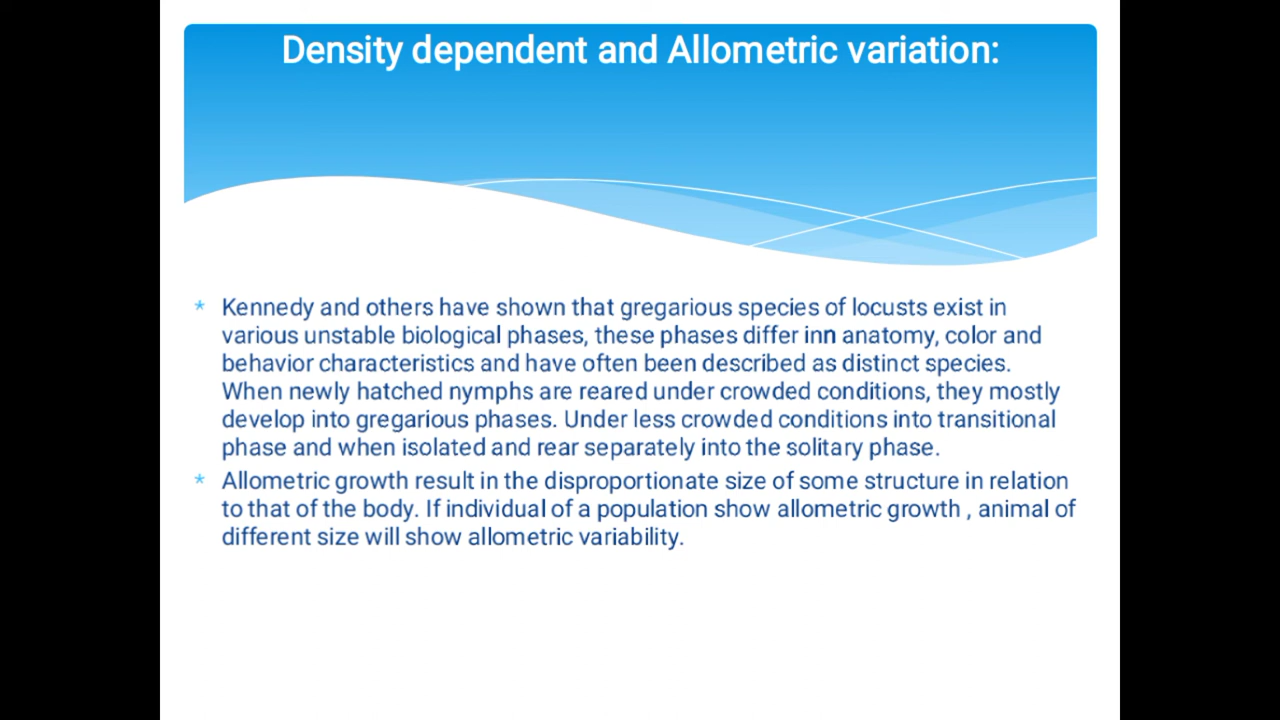 Density dependent and Allometric variation:
* Kennedy and others have shown that gregarious species of locusts exist in
various unstable biological phases, these phases differ inn anatomy, color and
behavior characteristics and have often been described as distinct species.
When newly hatched nymphs are reared under crowded conditions, they mostly
develop into gregarious phases. Under less crowded conditions into transitional
phase and when isolated and rear separately into the solitary phase.
* Allometric growth result in the disproportionate size of some structure in relation
to that of the body. If individual of a population show allometric growth , animal of
different size will show allometric variability.